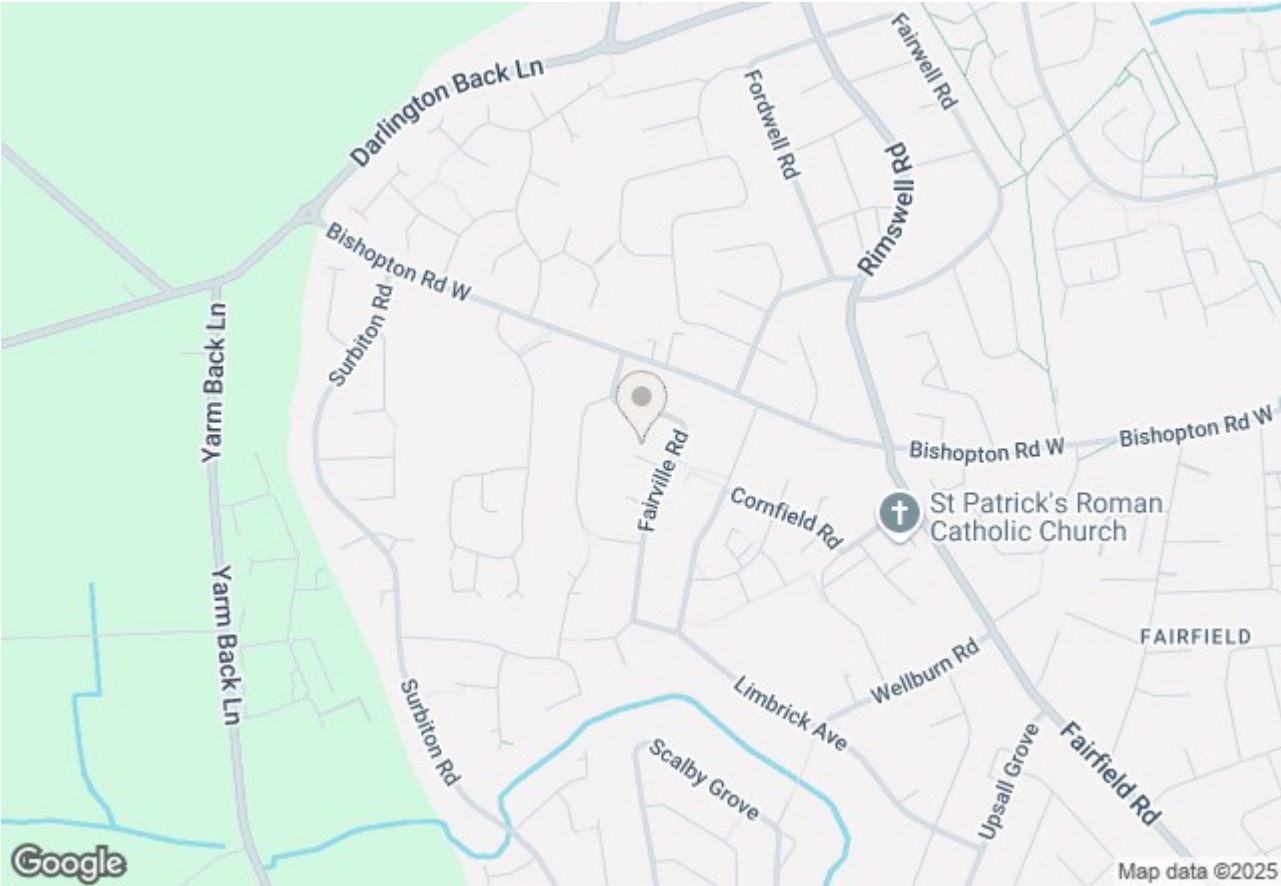 Fairwell Rd
Darlington Back Ln
Fordwell Rd
Rimswell Rd
Bishopton Rd W
Surbiton Rd
Yarm Back Ln
Bishopton Rd W
Bishopton Rd W
Fairville Rd
Cornfield Rd
St Patrick's Roman
Catholic Church
Yarm Back Ln
FAIRFIELD
Wellburn Rd
Limbrick Ave
Surbiton Rd
Scalby Grove
Upsall Grove
Fairfield Rd
Google
Map data ©2025